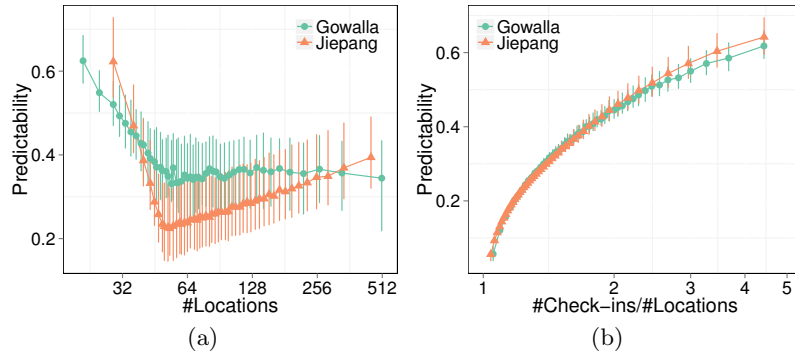 Gowalla
Jiepang
Predictability
0.6
0.4
0.2
32
64
128
256
512
#Locations
(a)
Gowalla
Jiepang
Predictability
0.6
0.4
0.2
1
2
3
4
5
#Check−ins/#Locations
(b)